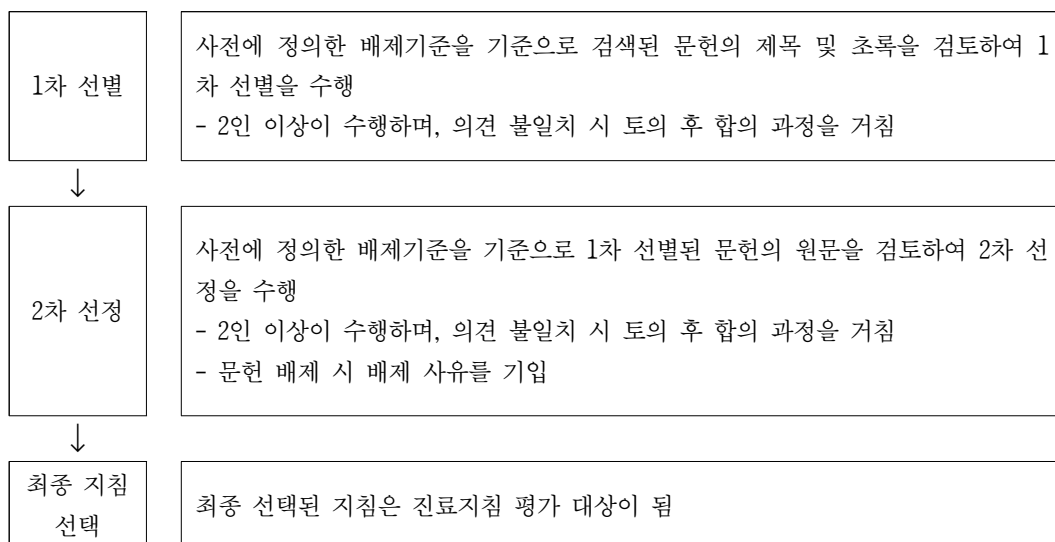 1차 선별
사전에 정의한 배제기준을 기준으로 검색된 문헌의 제목 및 초록을 검토하여 1
차 선별을 수행
- 2인 이상이 수행하며, 의견 불일치 시 토의 후 합의 과정을 거침
↓
2차 선정
사전에 정의한 배제기준을 기준으로 1차 선별된 문헌의 원문을 검토하여 2차 선
정을 수행
- 2인 이상이 수행하며, 의견 불일치 시 토의 후 합의 과정을 거침
- 문헌 배제 시 배제 사유를 기입
↓
최종 지침
선택
최종 선택된 지침은 진료지침 평가 대상이 됨